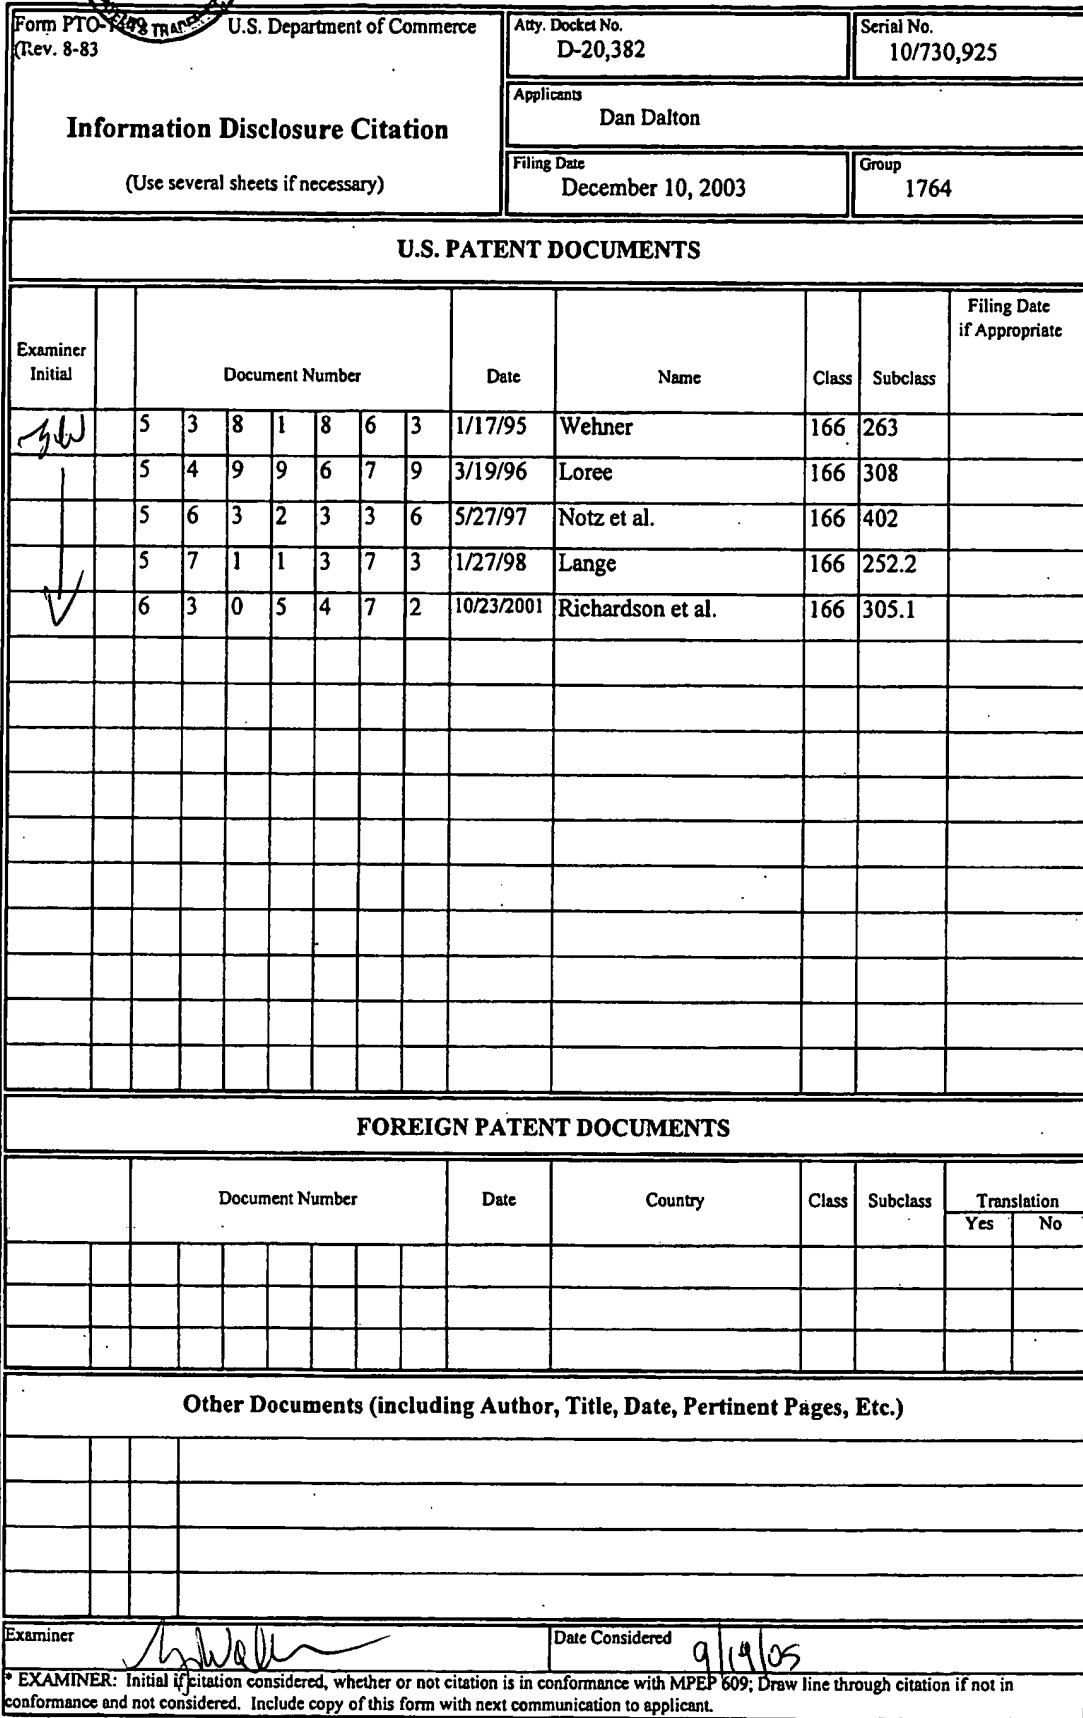 Form PTO- U.S. Department of Commerce
(Rev. 8-83
TRA
Information Disclosure Citation
(Use several sheets if necessary)
Atty. Docket No.
D-20,382
Serial No.
10/730,925
Applicants
Dan Dalton
Filing Date
December 10, 2003
Group
1764
U.S. PATENT DOCUMENTS
Examiner Initial Document Number Date Name Class Subclass Filing Date if Appropriate
5 3 8 1 8 6 3 1/17/95 Wehner 166 263
5 4 9 9 6 7 9 3/19/96 Loree 166 308
5 6 3 2 3 3 6 5/27/97 Notz et al. 166 402
5 7 1 1 3 7 3 1/27/98 Lange 166 252.2
6 3 0 5 4 7 2 10/23/2001 Richardson et al. 166 305.1
FOREIGN PATENT DOCUMENTS
Document Number Date Country Class Subclass Translation
Yes No
Other Documents (including Author, Title, Date, Pertinent Pages, Etc.)
Examiner
Date Considered 9/19/05
* EXAMINER: Initial if citation considered, whether or not citation is in conformance with MPEP 609; Draw line through citation if not in
conformance and not considered. Include copy of this form with next communication to applicant.